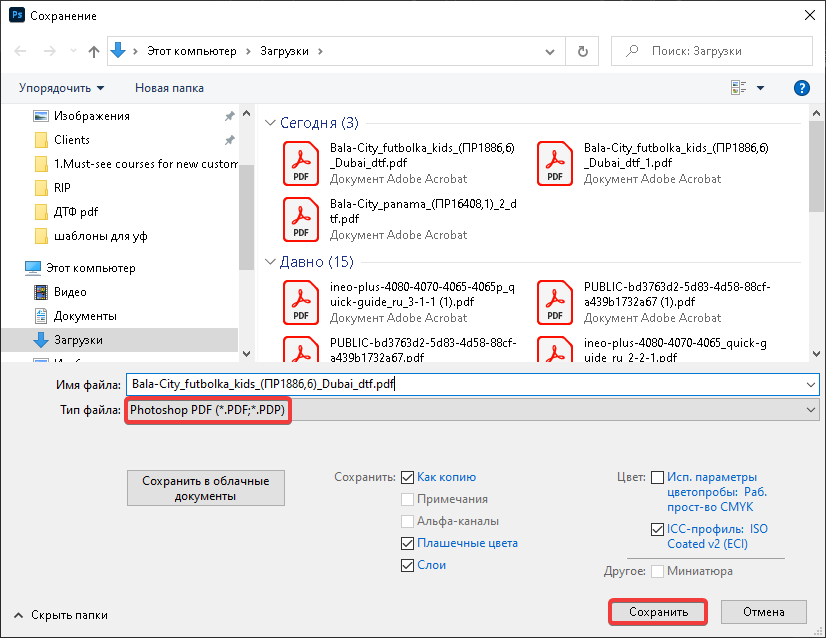 Ps Сохранение
Этот компьютер > Загрузки >
Поиск: Загрузки
Упорядочить
Новая папка
?
Изображения
Clients
1.Must-see courses for new custom
RIP
ДТФ pdf
шаблоны для уф
Этот компьютер
Видео
Документы
Загрузки
Сегодня (3)
PDF
Bala-City_futbolka_kids_(ПР1886,6)
_Dubai_dtf.pdf
Документ Adobe Acrobat
PDF
Bala-City_futbolka_kids_(ПР1886,6)
_Dubai_dtf_1.pdf
Документ Adobe Acrobat
PDF
Bala-City_panama_(ПР16408,1)_2_d
tf.pdf
Документ Adobe Acrobat
Давно (15)
PDF
ineo-plus-4080-4070-4065-4065p_q
uick-guide_ru_3-1-1 (1).pdf
Документ Adobe Acrobat
PDF
PUBLIC-bd3763d2-5d83-4d58-88cf-
a439b1732a67 (1).pdf
Документ Adobe Acrobat
PUBLIC-bd3763d2-5d83-4d58-88cf-
a439b1732a67.pdf
ineo-plus-4080-4070-4065_quick-g
uide_ru_2-2-1.pdf
Имя файла: Bala-City_futbolka_kids_(ПР1886,6)_Dubai_dtf.pdf
Тип файла: Photoshop PDF (*.PDF;*.PDP)
Сохранить в облачные
документы
Сохранить: Как копию
Примечания
Альфа-каналы
Плашечные цвета
Слои
Цвет: Исп. параметры
цветопробы: Раб.
прост-во CMYK
ICC-профиль: ISO
Coated v2 (ECI)
Другое: Миниатюра
Скрыть папки
Сохранить
Отмена